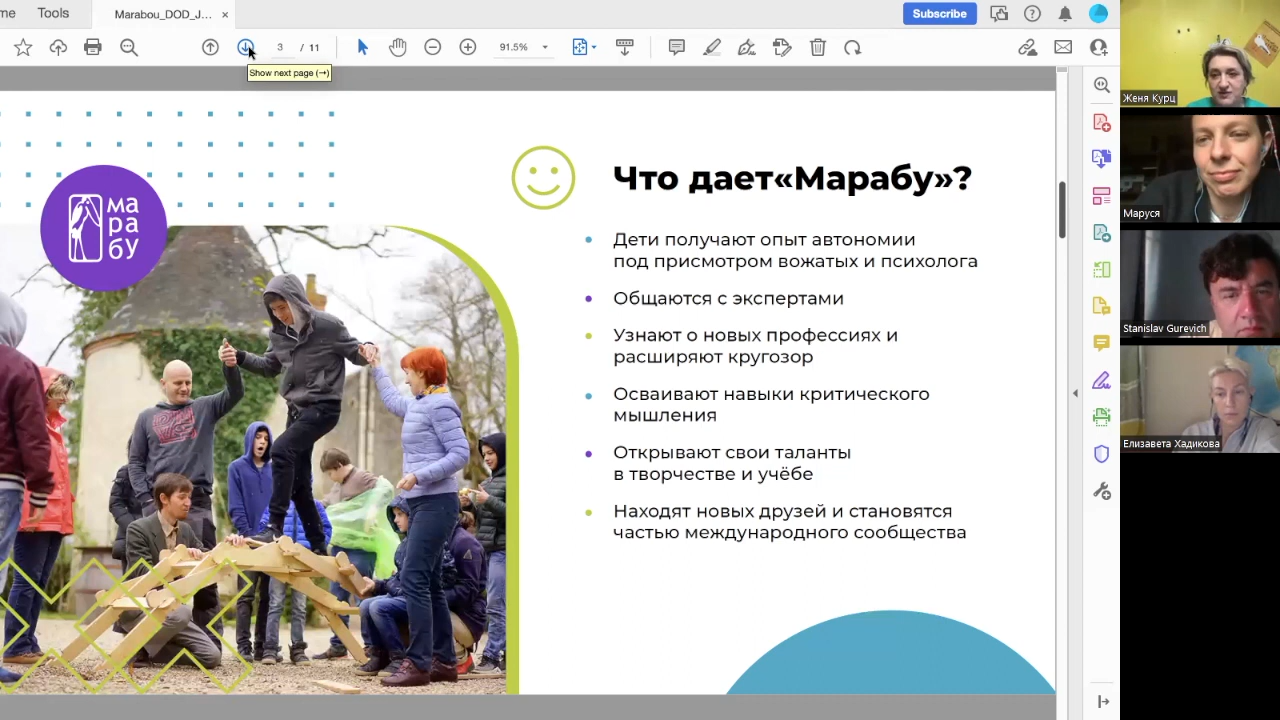 me
Tools
Marabou_DOD_J...
×
Subscribe
3 / 11
91.5%
Show next page (→)
ма
ра
бу
Что дает«Марабу»?
• Дети получают опыт автономии
под присмотром вожатых и психолога
• Общаются с экспертами
• Узнают о новых профессиях и
расширяют кругозор
• Осваивают навыки критического
мышления
• Открывают свои таланты
в творчестве и учёбе
• Находят новых друзей и становятся
частью международного сообщества
Женя Курц
Маруся
Stanislav Gurevich
Елизавета Хадикова